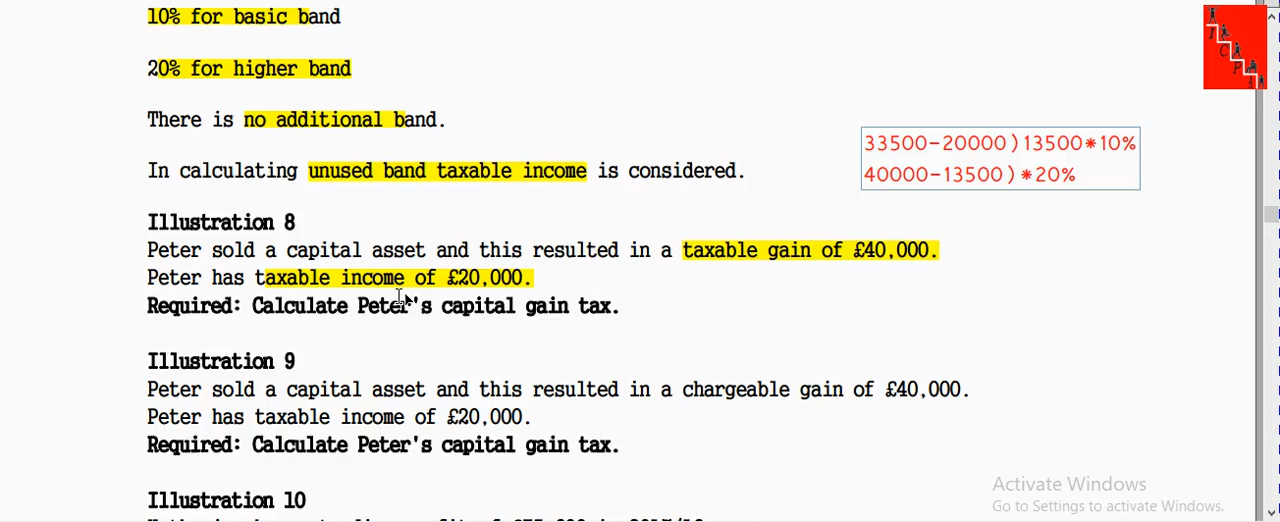 10% for basic band
20% for higher band
There is no additional band.
33500-20000)13500*10%
40000-13500)*20%
In calculating unused band taxable income is considered.
Illustration 8
Peter sold a capital asset and this resulted in a taxable gain of £40,000.
Peter has taxable income of £20,000.
Required: Calculate Peter's capital gain tax.
Illustration 9
Peter sold a capital asset and this resulted in a chargeable gain of £40,000.
Peter has taxable income of £20,000.
Required: Calculate Peter's capital gain tax.
Activate Windows
Go to Settings to activate Windows.
Illustration 10